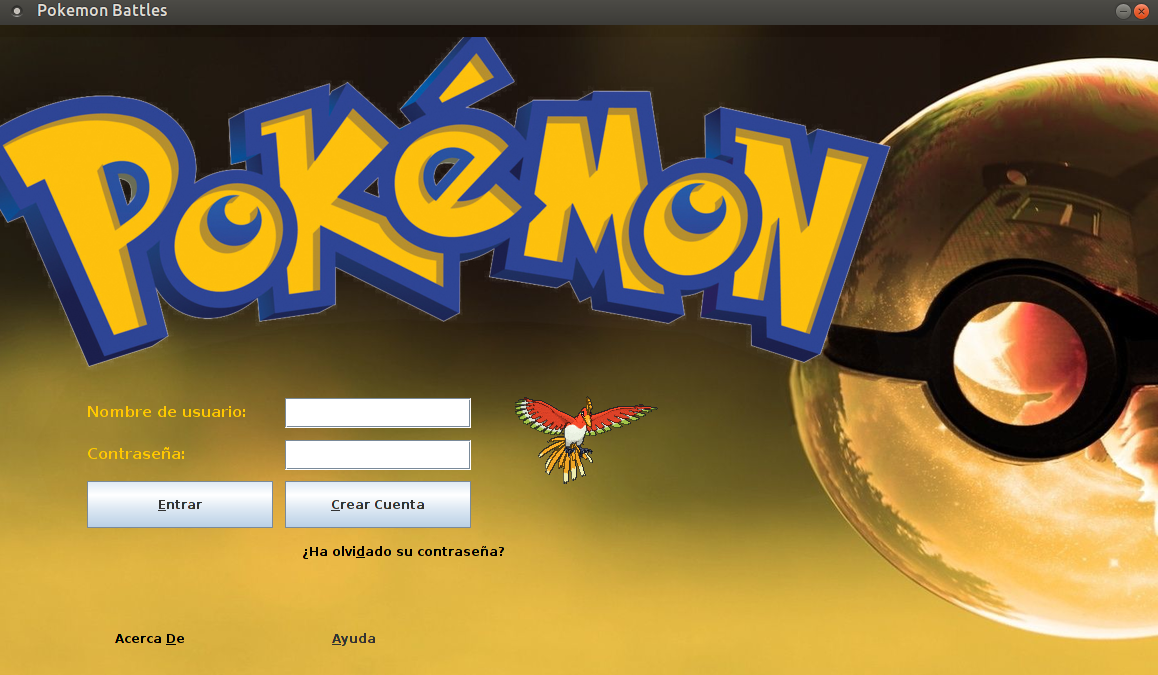 Pokemon Battles
POKéMON
Nombre de usuario:
Contraseña:
Entrar
Crear Cuenta
¿Ha olvidado su contraseña?
Acerca De
Ayuda